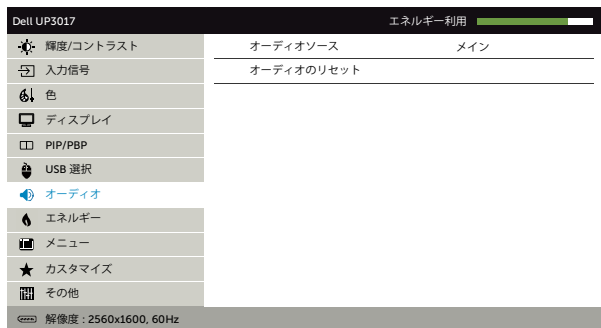 Dell UP3017 エネルギー利用
輝度/コントラスト オーディオソース メイン
入力信号 オーディオのリセット
色
ディスプレイ
PIP/PBP
USB 選択
オーディオ
エネルギー
メニュー
カスタマイズ
その他
解像度 : 2560x1600, 60Hz